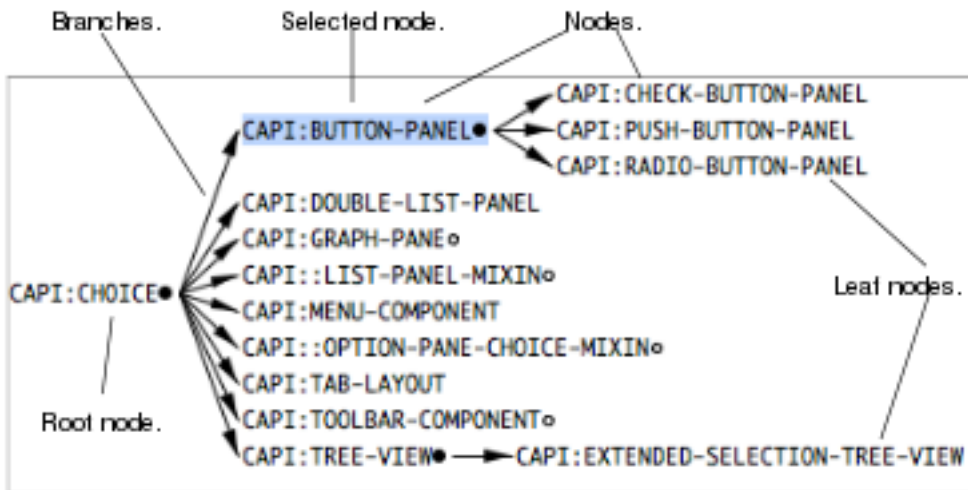 Branches. Selected node. Nodes.
CAPI:CHECK-BUTTON-PANEL
CAPI:BUTTON-PANEL CAPI:PUSH-BUTTON-PANEL
CAPI:RADIO-BUTTON-PANEL
CAPI:DOUBLE-LIST-PANEL
CAPI:GRAPH-PANE
CAPI::LIST-PANEL-MIXIN
Leaf nodes.
CAPI:CHOICE
CAPI:MENU-COMPONENT
CAPI::OPTION-PANE-CHOICE-MIXIN
CAPI:TAB-LAYOUT
Root node.
CAPI:TOOLBAR-COMPONENT
CAPI:TREE-VIEW CAPI:EXTENDED-SELECTION-TREE-VIEW